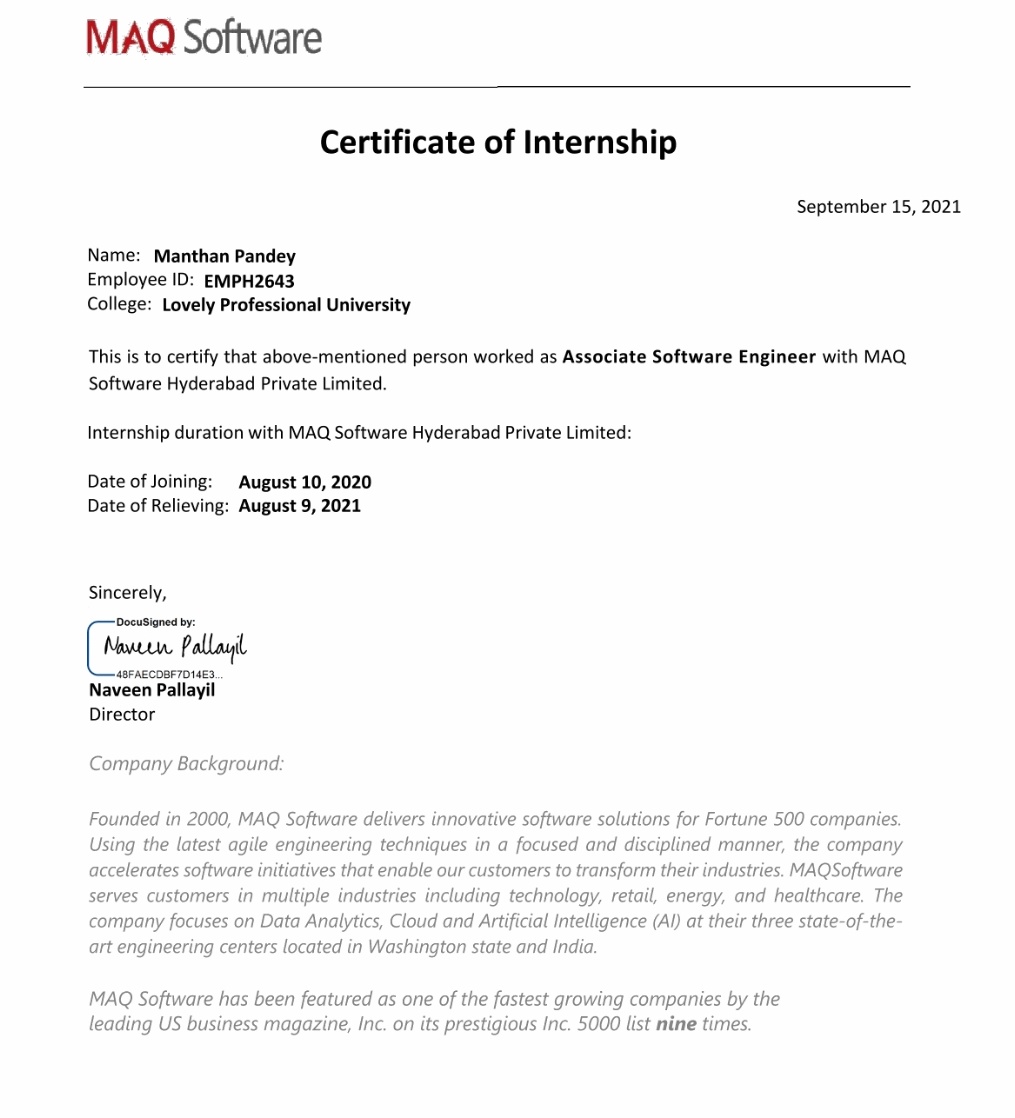 MAQ Software
Certificate of Internship
September 15, 2021
Name: Manthan Pandey
Employee ID: EMPH2643
College: Lovely Professional University
This is to certify that above-mentioned person worked as Associate Software Engineer with MAQ
Software Hyderabad Private Limited.
Internship duration with MAQ Software Hyderabad Private Limited:
Date of Joining: August 10, 2020
Date of Relieving: August 9, 2021
Sincerely,
DocuSigned by:
Naveen Pallayil
48FAECDBF7D14E3...
Naveen Pallayil
Director
Company Background:
Founded in 2000, MAQ Software delivers innovative software solutions for Fortune 500 companies.
Using the latest agile engineering techniques in a focused and disciplined manner, the company
accelerates software initiatives that enable our customers to transform their industries. MAQSoftware
serves customers in multiple industries including technology, retail, energy, and healthcare. The
company focuses on Data Analytics, Cloud and Artificial Intelligence (AI) at their three state-of-the-
art engineering centers located in Washington state and India.
MAQ Software has been featured as one of the fastest growing companies by the
leading US business magazine, Inc. on its prestigious Inc. 5000 list nine times.